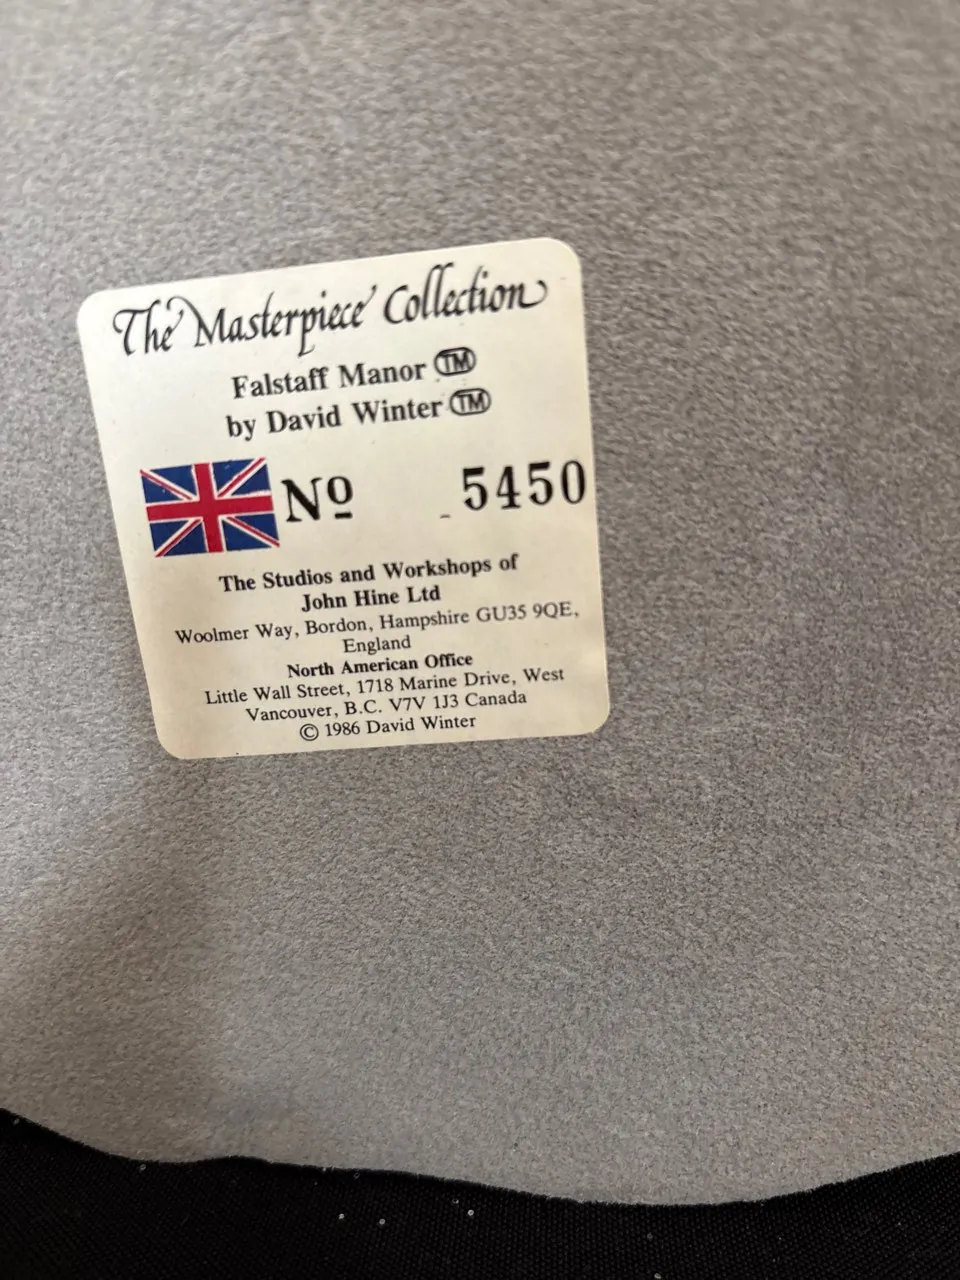 The Masterpiece Collection
Falstaff Manor TM
by David Winter TM
Nº 5450
The Studios and Workshops of
John Hine Ltd
Woolmer Way, Bordon, Hampshire GU35 9QE,
England
North American Office
Little Wall Street, 1718 Marine Drive, West
Vancouver, B.C. V7V 1J3 Canada
© 1986 David Winter